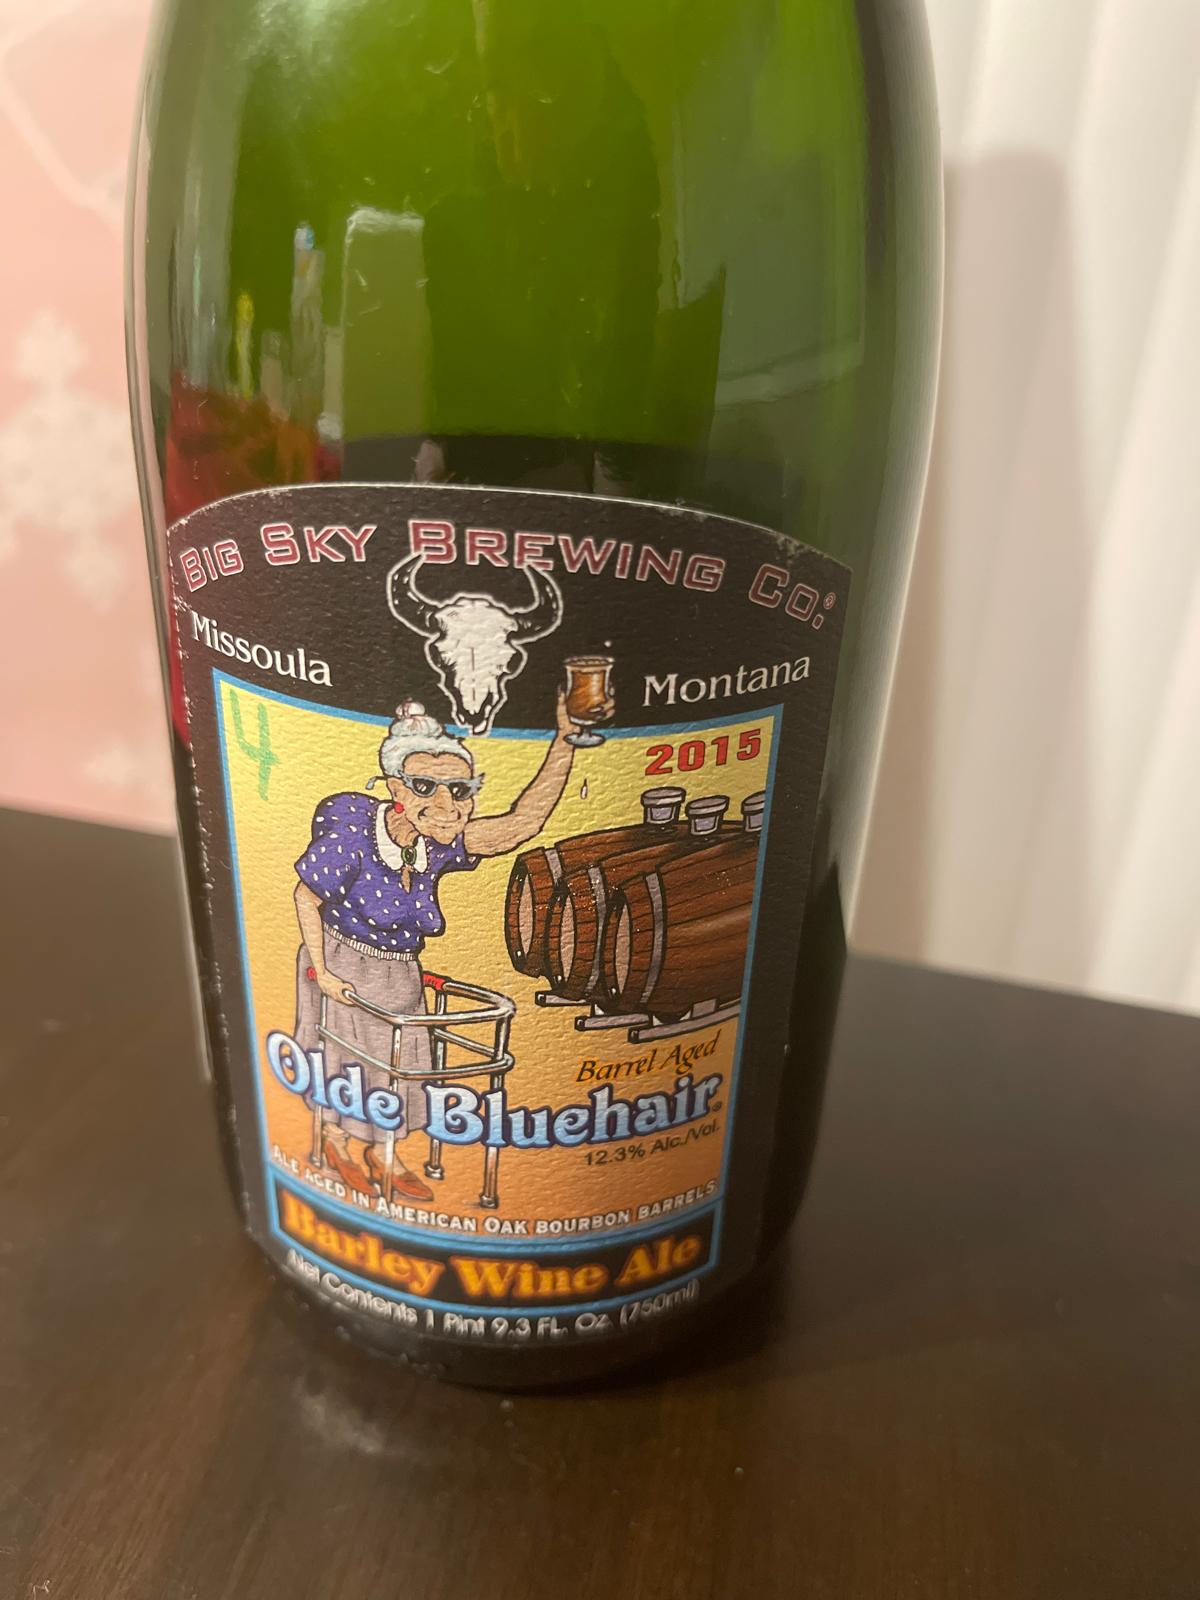 BIG SKY BREWING CO.®
Missoula Montana
4
2015
Barrel Aged
Olde Bluehair®
12.3% Alc./Vol.
ALE AGED IN AMERICAN OAK BOURBON BARRELS
Barley Wine Ale
Net Contents 1 Pint 9.3 FL. Oz. (750ml)